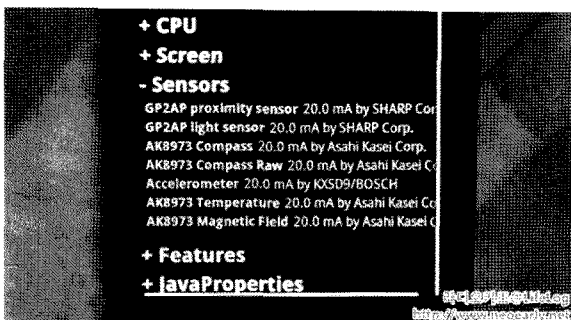 + CPU
+ Screen
- Sensors
GP2AP proximity sensor 20.0 mA by SHARP Cor
GP2AP light sensor 20.0 mA by SHARP Corp.
AK8973 Compass 20.0 mA by Asahi Kasei Corp.
AK8973 Compass Raw 20.0 mA by Asahi Kasei Co
Accelerometer 20.0 mA by KXSD9/BOSCH
AK8973 Temperature 20.0 mA by Asahi Kasei Co
AK8973 Magnetic Field 20.0 mA by Asahi Kasei C
+ Features
+ JavaProperties